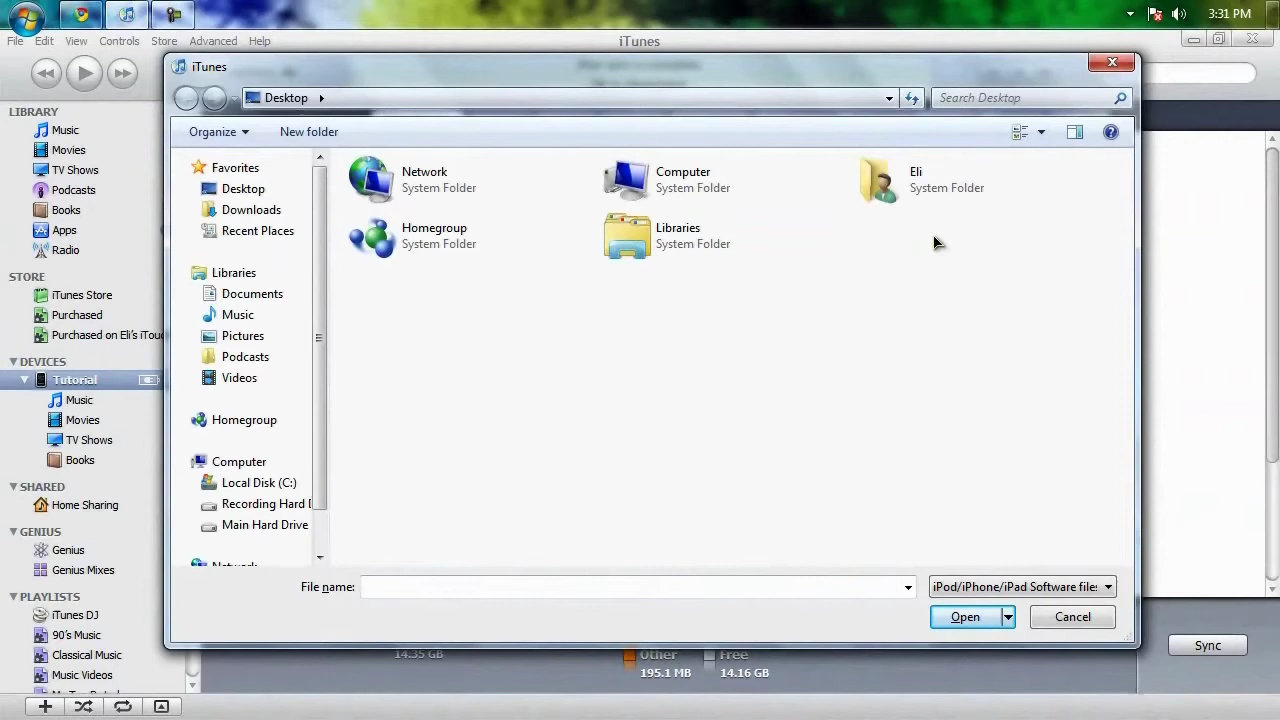 3:31 PM
File Edit View Controls Store Advanced Help
iTunes
iTunes
Desktop
Search Desktop
Organize
New folder
LIBRARY
Music
Movies
TV Shows
Podcasts
Books
Apps
Radio
STORE
iTunes Store
Purchased
Purchased on Eli's iTou
DEVICES
Tutorial
Music
Movies
TV Shows
Books
SHARED
Home Sharing
GENIUS
Genius
Genius Mixes
PLAYLISTS
iTunes DJ
90's Music
Classical Music
Music Videos
Favorites
Desktop
Downloads
Recent Places
Libraries
Documents
Music
Pictures
Podcasts
Videos
Homegroup
Computer
Local Disk (C:)
Recording Hard D
Main Hard Drive
Network
Network
System Folder
Computer
System Folder
Eli
System Folder
Homegroup
System Folder
Libraries
System Folder
File name:
iPod/iPhone/iPad Software files
Open
Cancel
14.35 GB
Other
195.1 MB
Free
14.16 GB
Sync